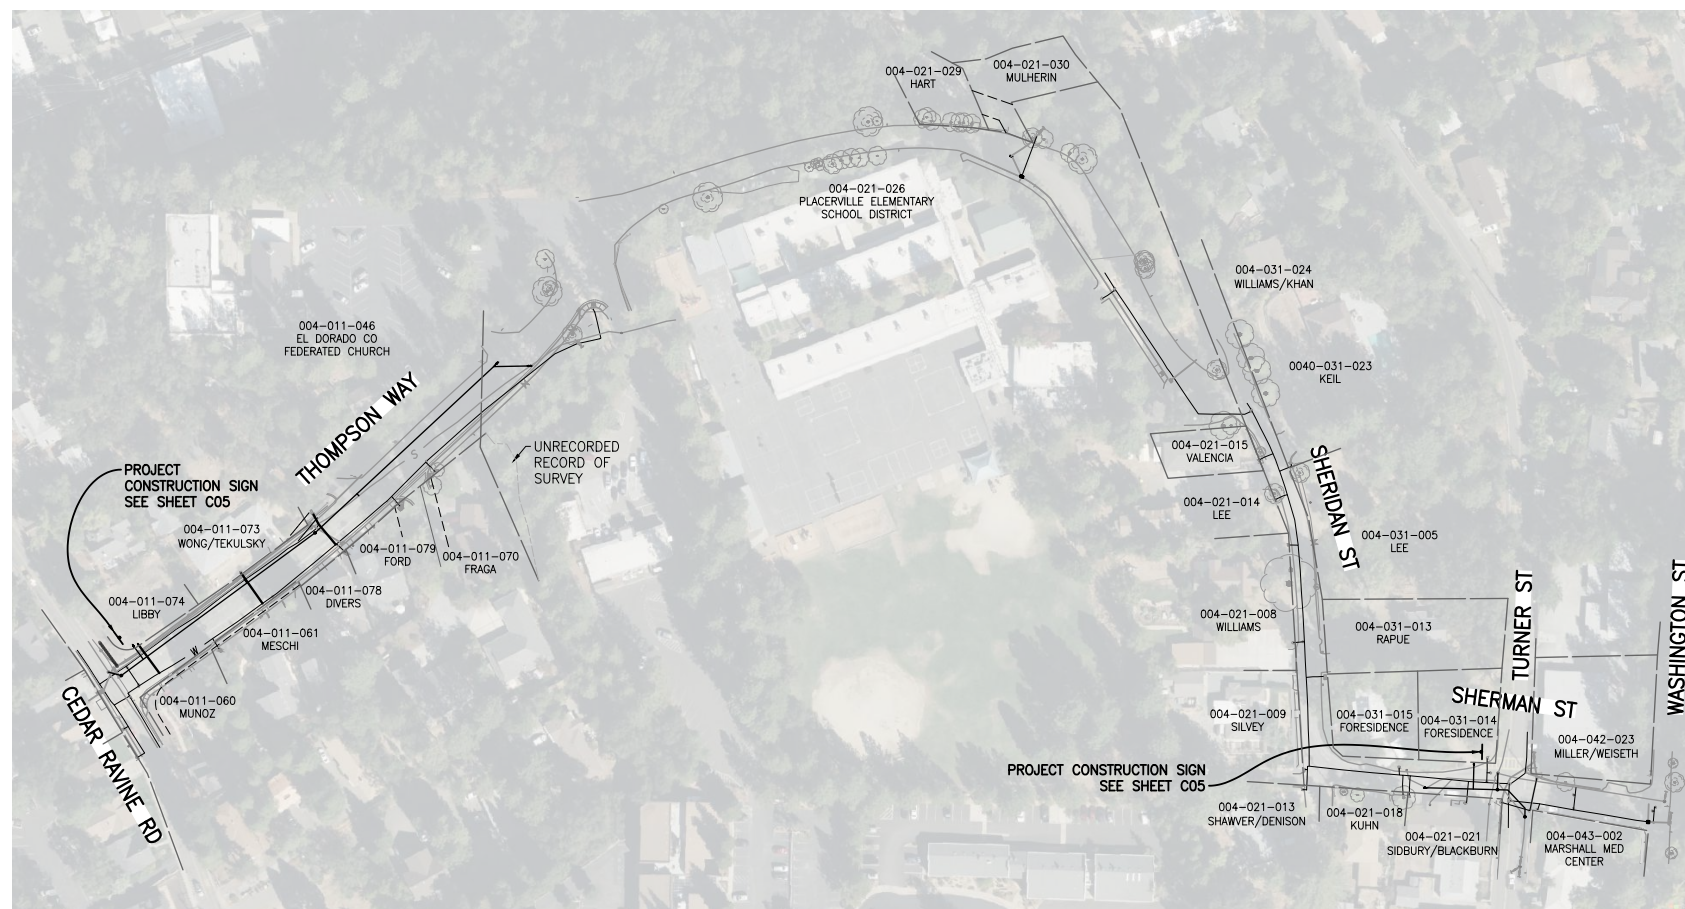 004-021-029
HART
004-021-030
MULHERIN
004-021-026
PLACERVILLE ELEMENTARY
SCHOOL DISTRICT
004-031-024
WILLIAMS/KHAN
004-011-046
EL DORADO CO
FEDERATED CHURCH
0040-031-023
KEIL
THOMPSON WAY
UNRECORDED
RECORD OF
SURVEY
S
004-021-015
VALENCIA
PROJECT
CONSTRUCTION SIGN
SEE SHEET C05
SHERIDAN ST
004-021-014
LEE
004-011-073
WONG/TEKULSKY
004-031-005
LEE
004-011-079
FORD
004-011-070
FRAGA
004-011-078
DIVERS
004-011-074
LIBBY
TURNER ST
WASHINGTON ST
004-021-008
WILLIAMS
004-031-013
RAPUE
004-011-061
MESCHI
W
004-011-060
MUNOZ
CEDAR RAVINE RD
SHERMAN ST
004-021-009
SILVEY
004-031-015
FORESIDENCE
004-031-014
FORESIDENCE
004-042-023
MILLER/WEISETH
PROJECT CONSTRUCTION SIGN
SEE SHEET C05
004-021-013
SHAWVER/DENISON
004-021-018
KUHN
004-021-021
SIDBURY/BLACKBURN
004-043-002
MARSHALL MED
CENTER